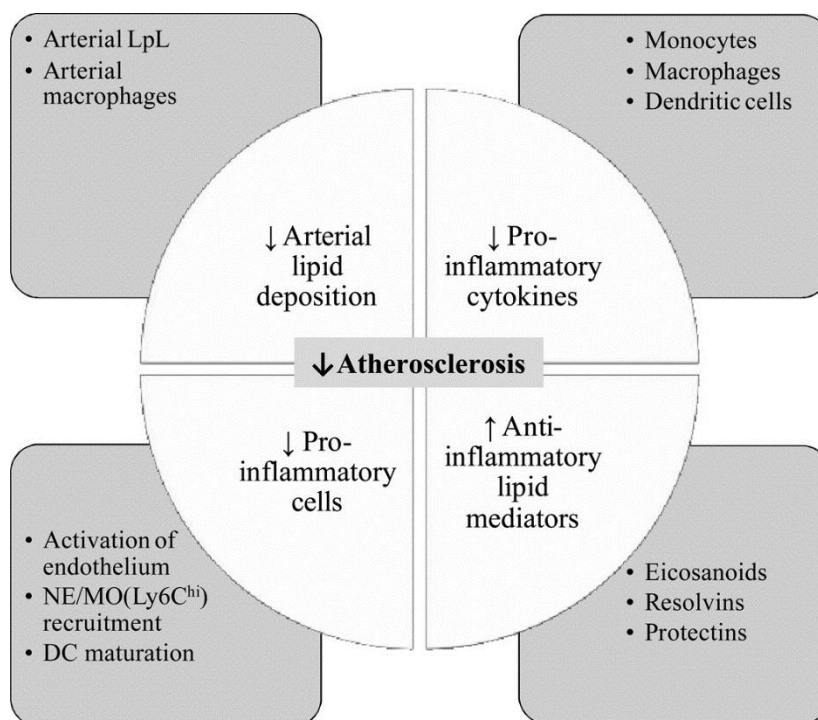 • Arterial LpL
• Arterial
macrophages
• Monocytes
• Macrophages
• Dendritic cells
↓ Arterial
lipid
deposition
↓ Pro-
inflammatory
cytokines
↓Atherosclerosis
↓ Pro-
inflammatory
cells
↑ Anti-
inflammatory
lipid
mediators
• Activation of
endothelium
• NE/MO(Ly6Cʰⁱ)
recruitment
• DC maturation
• Eicosanoids
• Resolvins
• Protectins